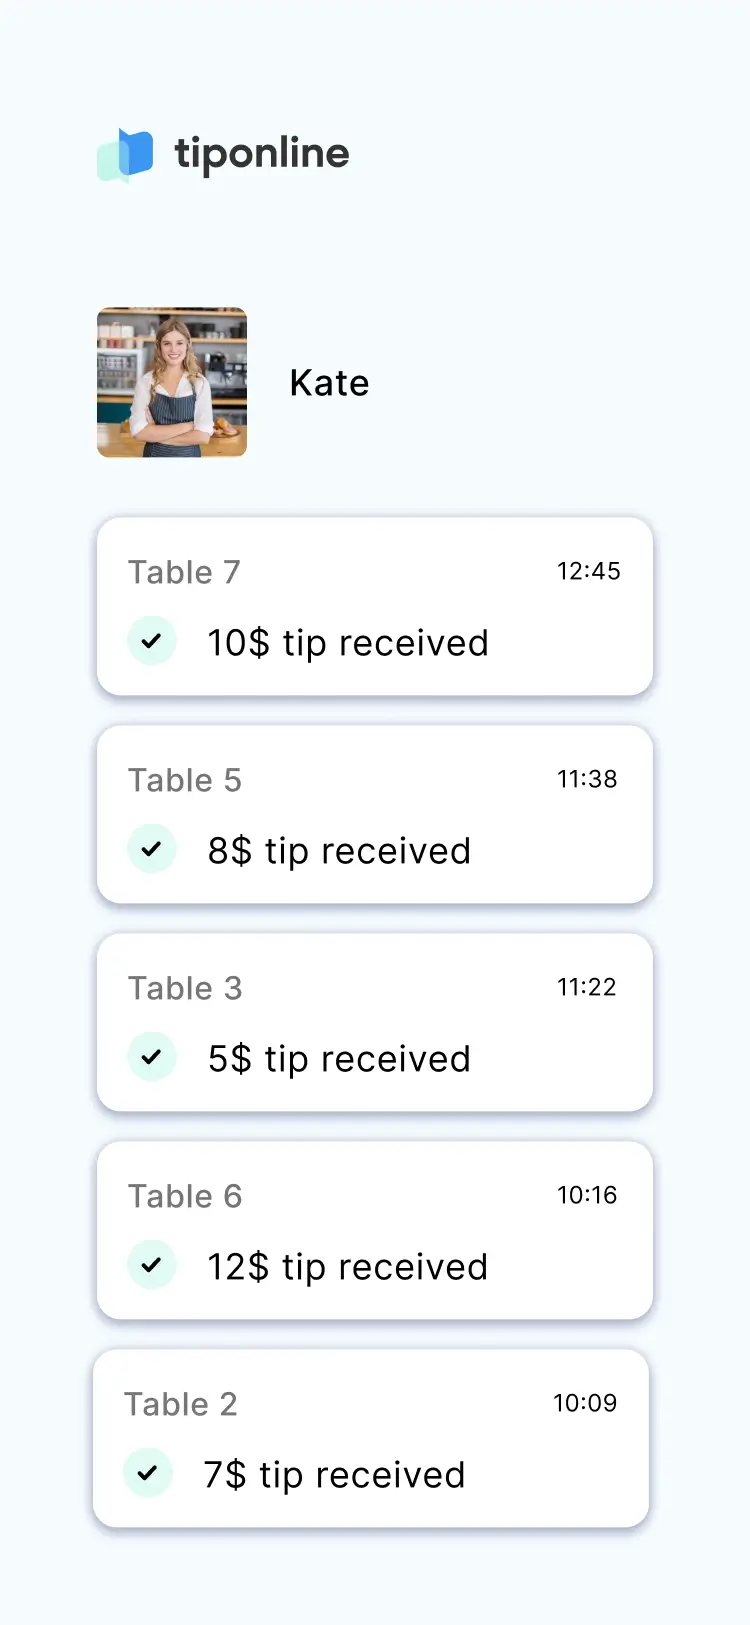 tiponline
Kate
Table 7 12:45
10$ tip received
Table 5 11:38
8$ tip received
Table 3 11:22
5$ tip received
Table 6 10:16
12$ tip received
Table 2 10:09
7$ tip received